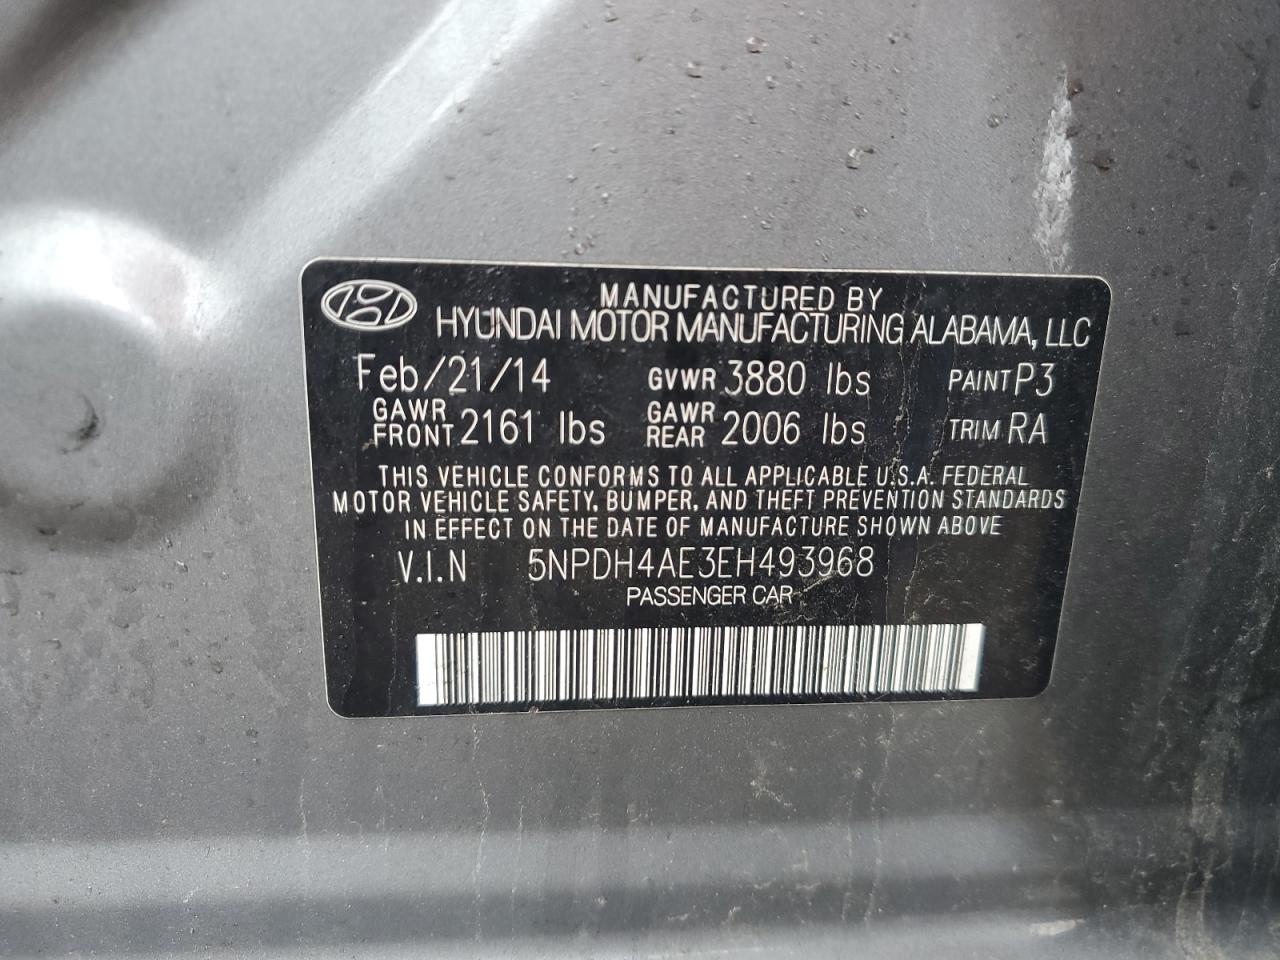 MANUFACTURED BY
HYUNDAI MOTOR MANUFACTURING ALABAMA, LLC
Feb/21/14 GVWR 3880 lbs PAINT P3
GAWR FRONT 2161 lbs GAWR REAR 2006 lbs TRIM RA
THIS VEHICLE CONFORMS TO ALL APPLICABLE U.S.A. FEDERAL
MOTOR VEHICLE SAFETY, BUMPER, AND THEFT PREVENTION STANDARDS
IN EFFECT ON THE DATE OF MANUFACTURE SHOWN ABOVE
V.I.N 5NPDH4AE3EH493968
PASSENGER CAR